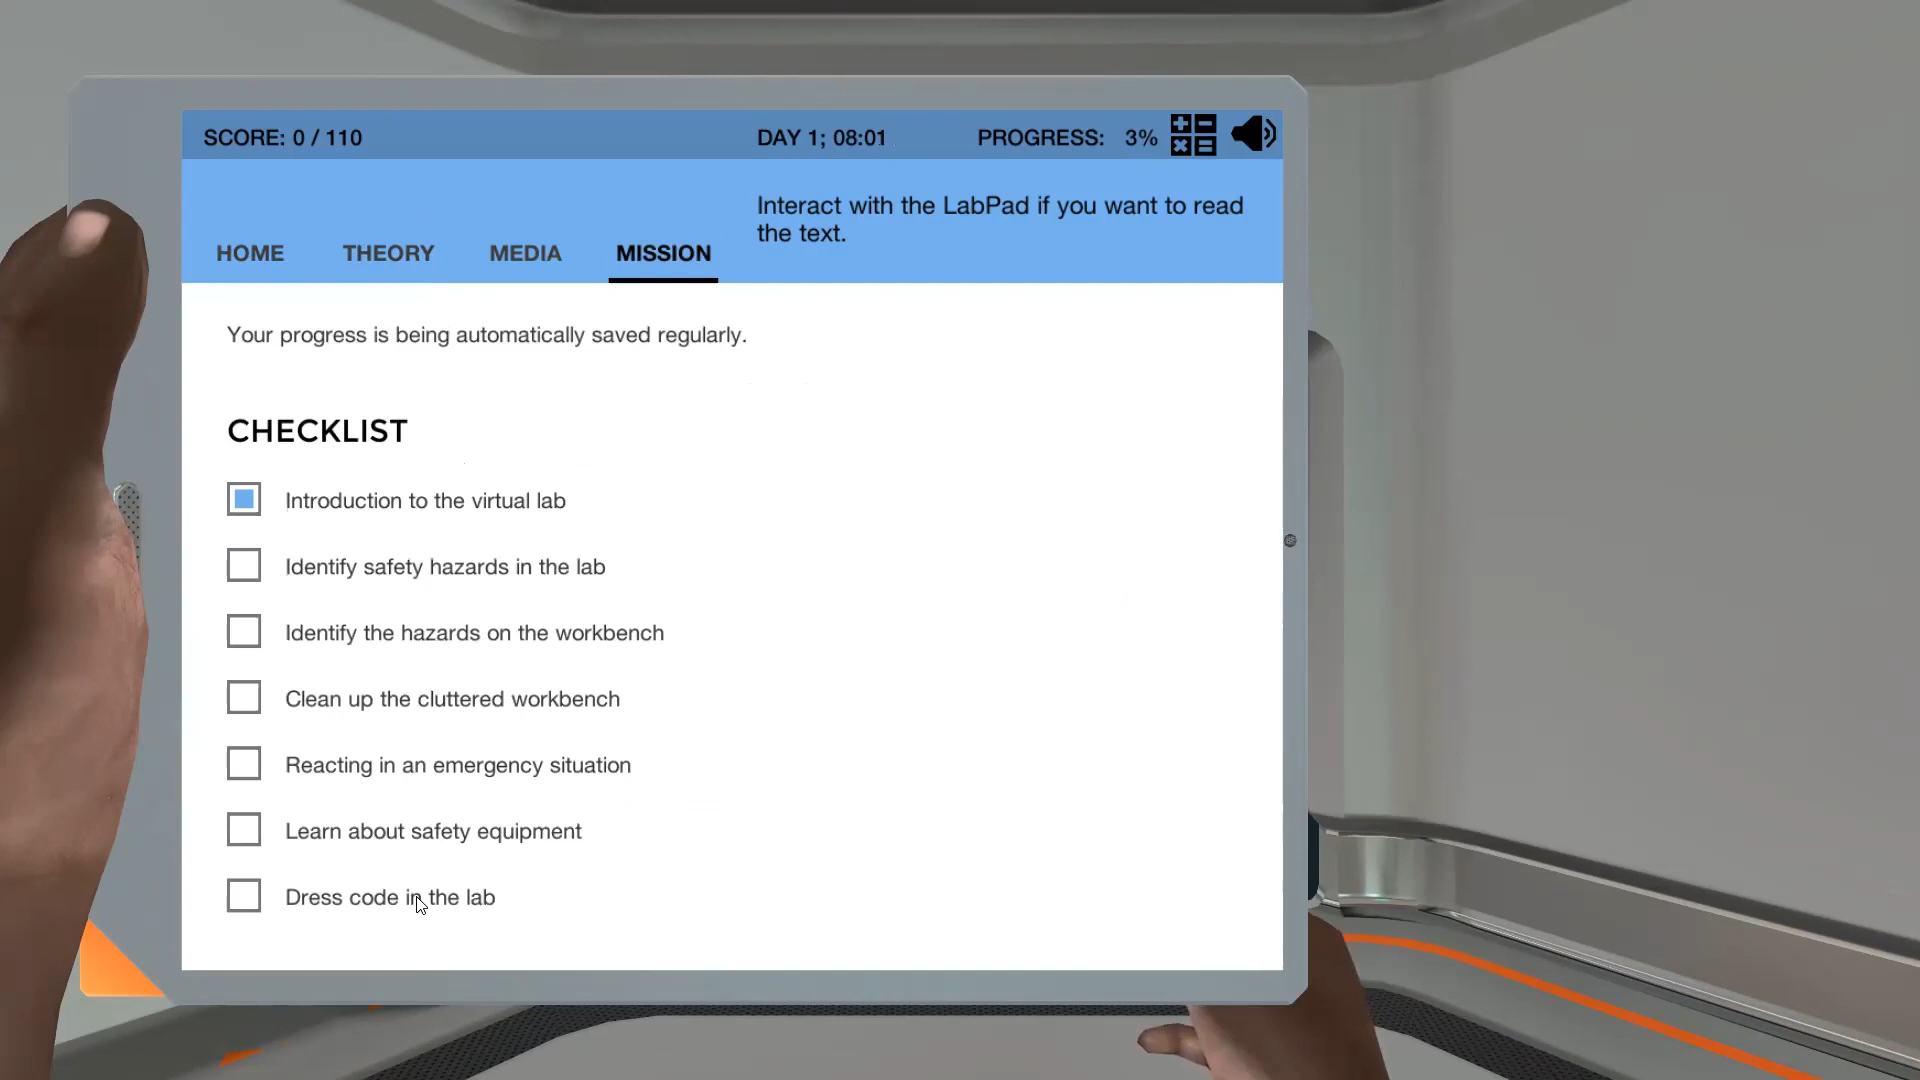 SCORE: 0 / 110
DAY 1; 08:01
PROGRESS: 3%
HOME
THEORY
MEDIA
MISSION
Interact with the LabPad if you want to read
the text.
Your progress is being automatically saved regularly.
CHECKLIST
Introduction to the virtual lab
Identify safety hazards in the lab
Identify the hazards on the workbench
Clean up the cluttered workbench
Reacting in an emergency situation
Learn about safety equipment
Dress code in the lab